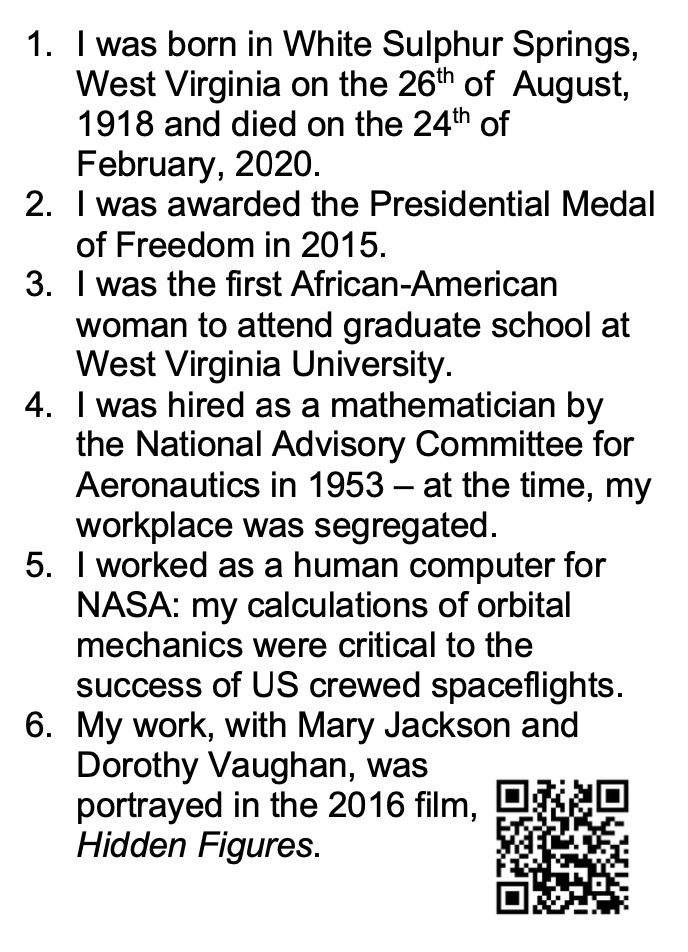 1. I was born in White Sulphur Springs,
West Virginia on the 26th of August,
1918 and died on the 24th of
February, 2020.
2. I was awarded the Presidential Medal
of Freedom in 2015.
3. I was the first African-American
woman to attend graduate school at
West Virginia University.
4. I was hired as a mathematician by
the National Advisory Committee for
Aeronautics in 1953 – at the time, my
workplace was segregated.
5. I worked as a human computer for
NASA: my calculations of orbital
mechanics were critical to the
success of US crewed spaceflights.
6. My work, with Mary Jackson and
Dorothy Vaughan, was
portrayed in the 2016 film,
Hidden Figures.